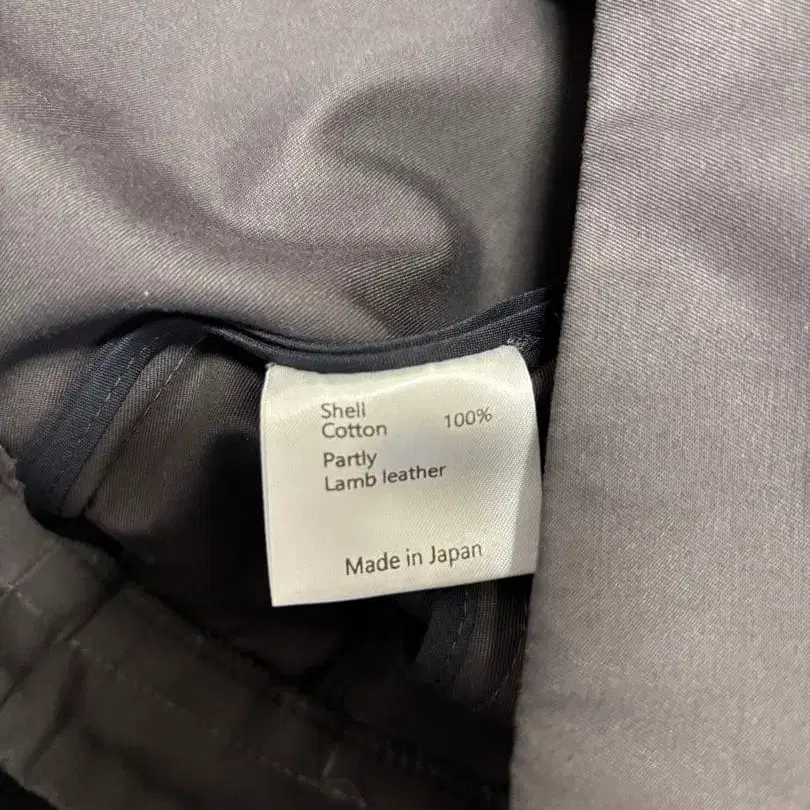 Shell
Cotton 100%
Partly
Lamb leather
Made in Japan